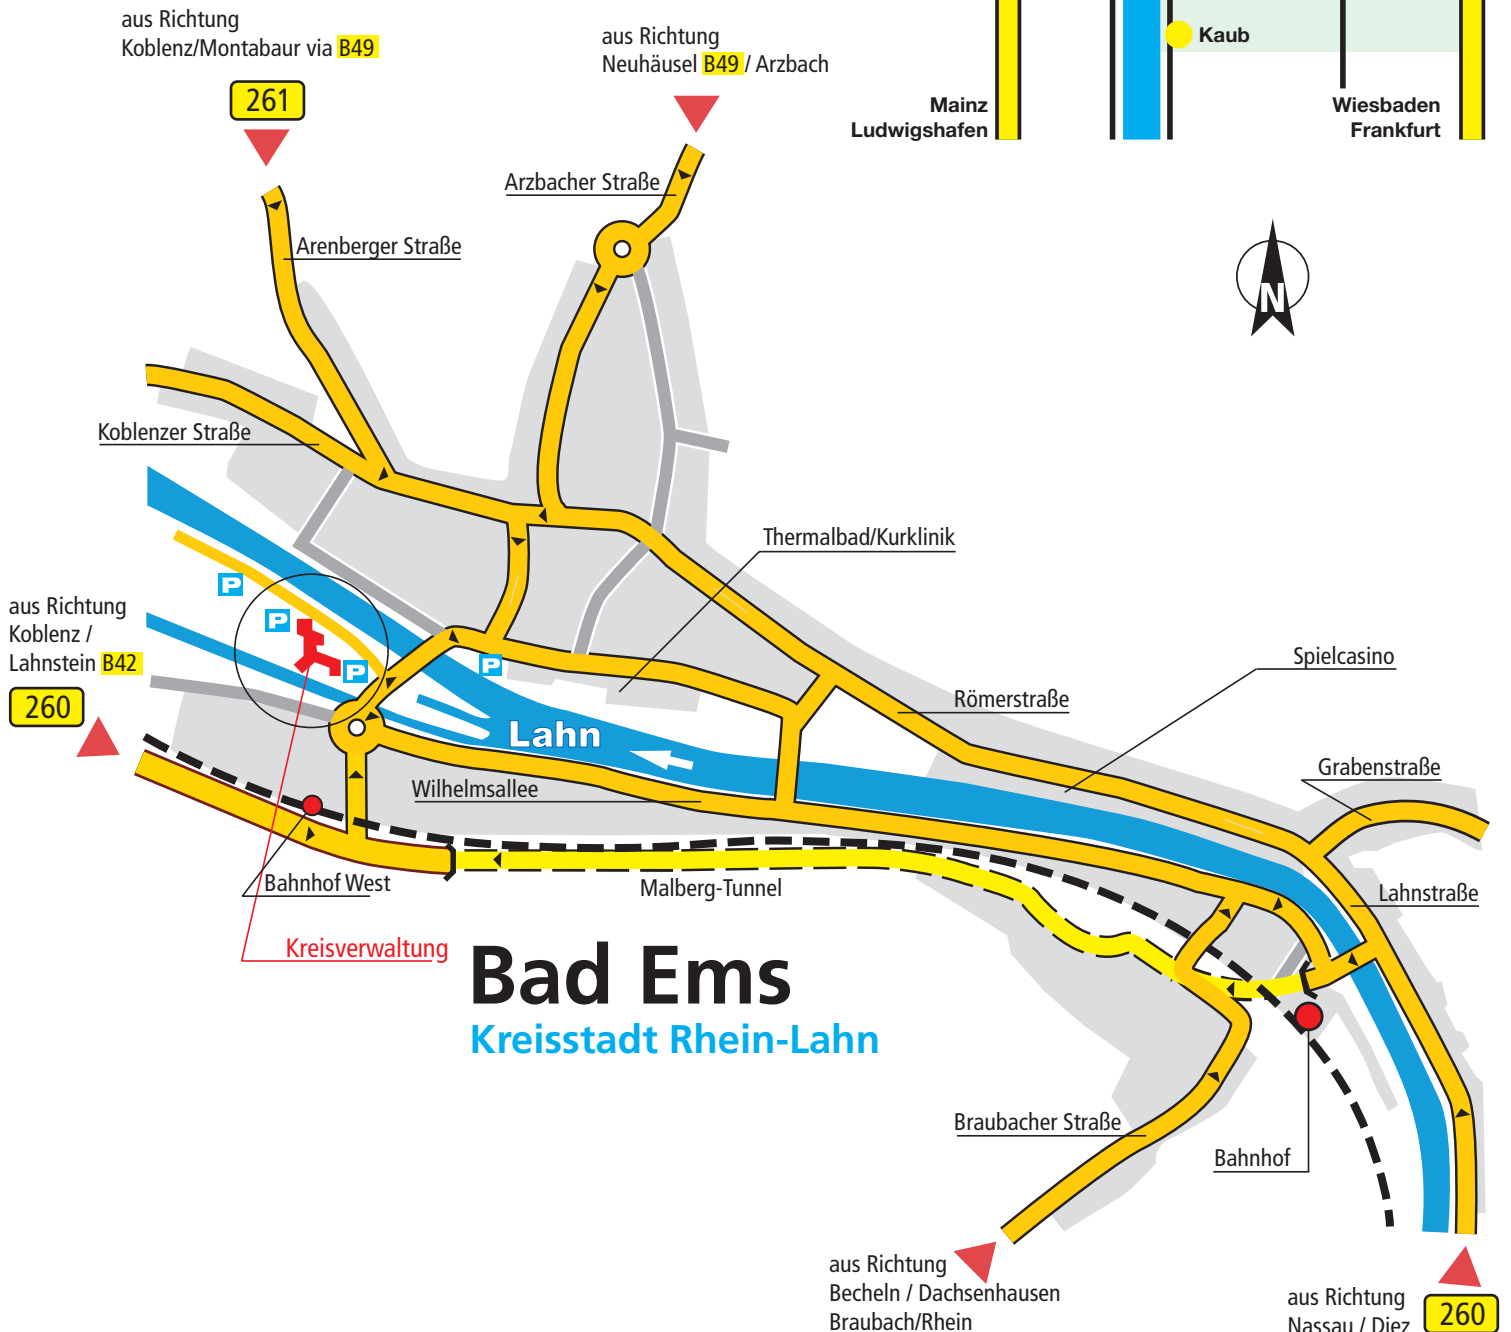 aus Richtung
Koblenz/Montabaur via B49
261
aus Richtung
Neuhäusel B49 / Arzbach
Kaub
Mainz
Ludwigshafen
Wiesbaden
Frankfurt
Arzbacher Straße
Arenberger Straße
N
Koblenzer Straße
Thermalbad/Kurklinik
P
P
P
P
aus Richtung
Koblenz /
Lahnstein B42
260
Spielcasino
Römerstraße
Lahn
Grabenstraße
Wilhelmsallee
Bahnhof West
Malberg-Tunnel
Lahnstraße
Kreisverwaltung
Bad Ems
Kreisstadt Rhein-Lahn
Braubacher Straße
Bahnhof
aus Richtung
Becheln / Dachsenhausen
Braubach/Rhein
aus Richtung
Nassau / Diez
260